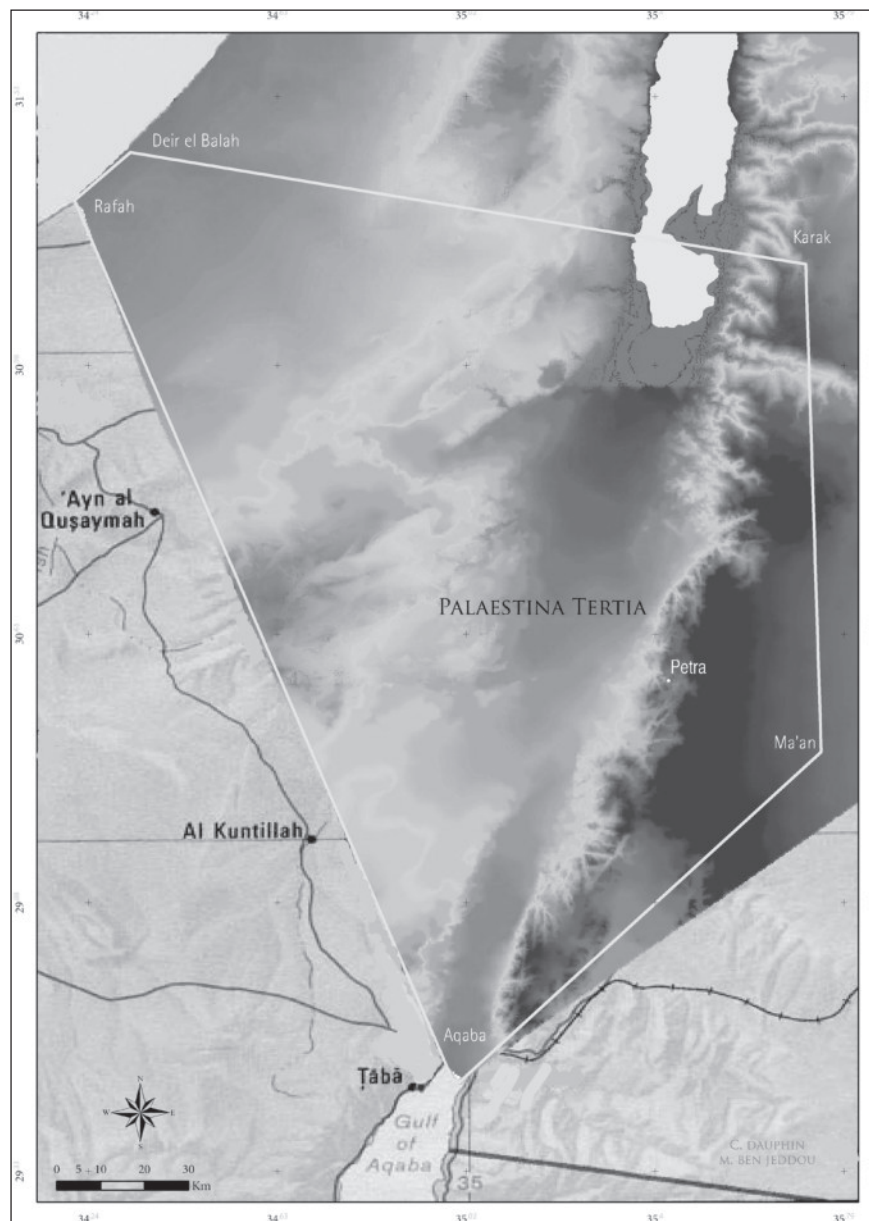 Deir el Balah
Rafah
Karak
'Ayn al
Quṣaymah
PALAESTINA TERTIA
Petra
Ma'an
Al Kuntillah
Aqaba
Ṭābā
Gulf
of
Aqaba
35
N
W E
S
0 5 10 20 30
Km
C. DAUPHIN
M. BEN JEDDOU